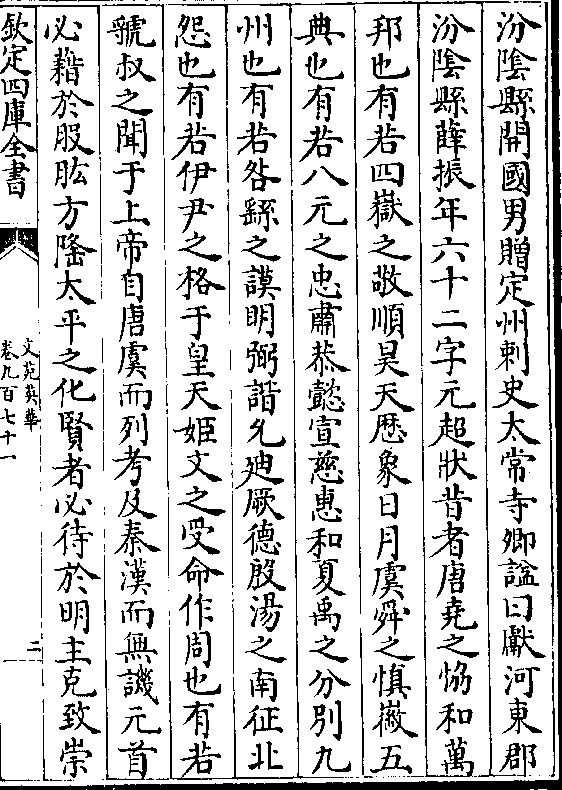 汾陰縣開國男贈定州刺史太常寺卿諡曰獻河東郡
汾陰縣薛振年六十二字元超狀昔者唐堯之恊和萬
邦也有若四嶽之敬順昊天歴象日月虞舜之慎徽五
典也有若八元之忠肅恭懿宣慈惠和夏禹之分别九
州也有若咎繇之謨明弼諧允廸厥德殷湯之南征北
怨也有若伊尹之格于皇天姬文之受命作周也有若
虢叔之聞于上帝自唐虞而列考及秦漢而無譏元首
必藉於股肱方隆太平之化賢者必待於明主克致崇
欽定四庫全書
文苑英華
卷九百七十一
二